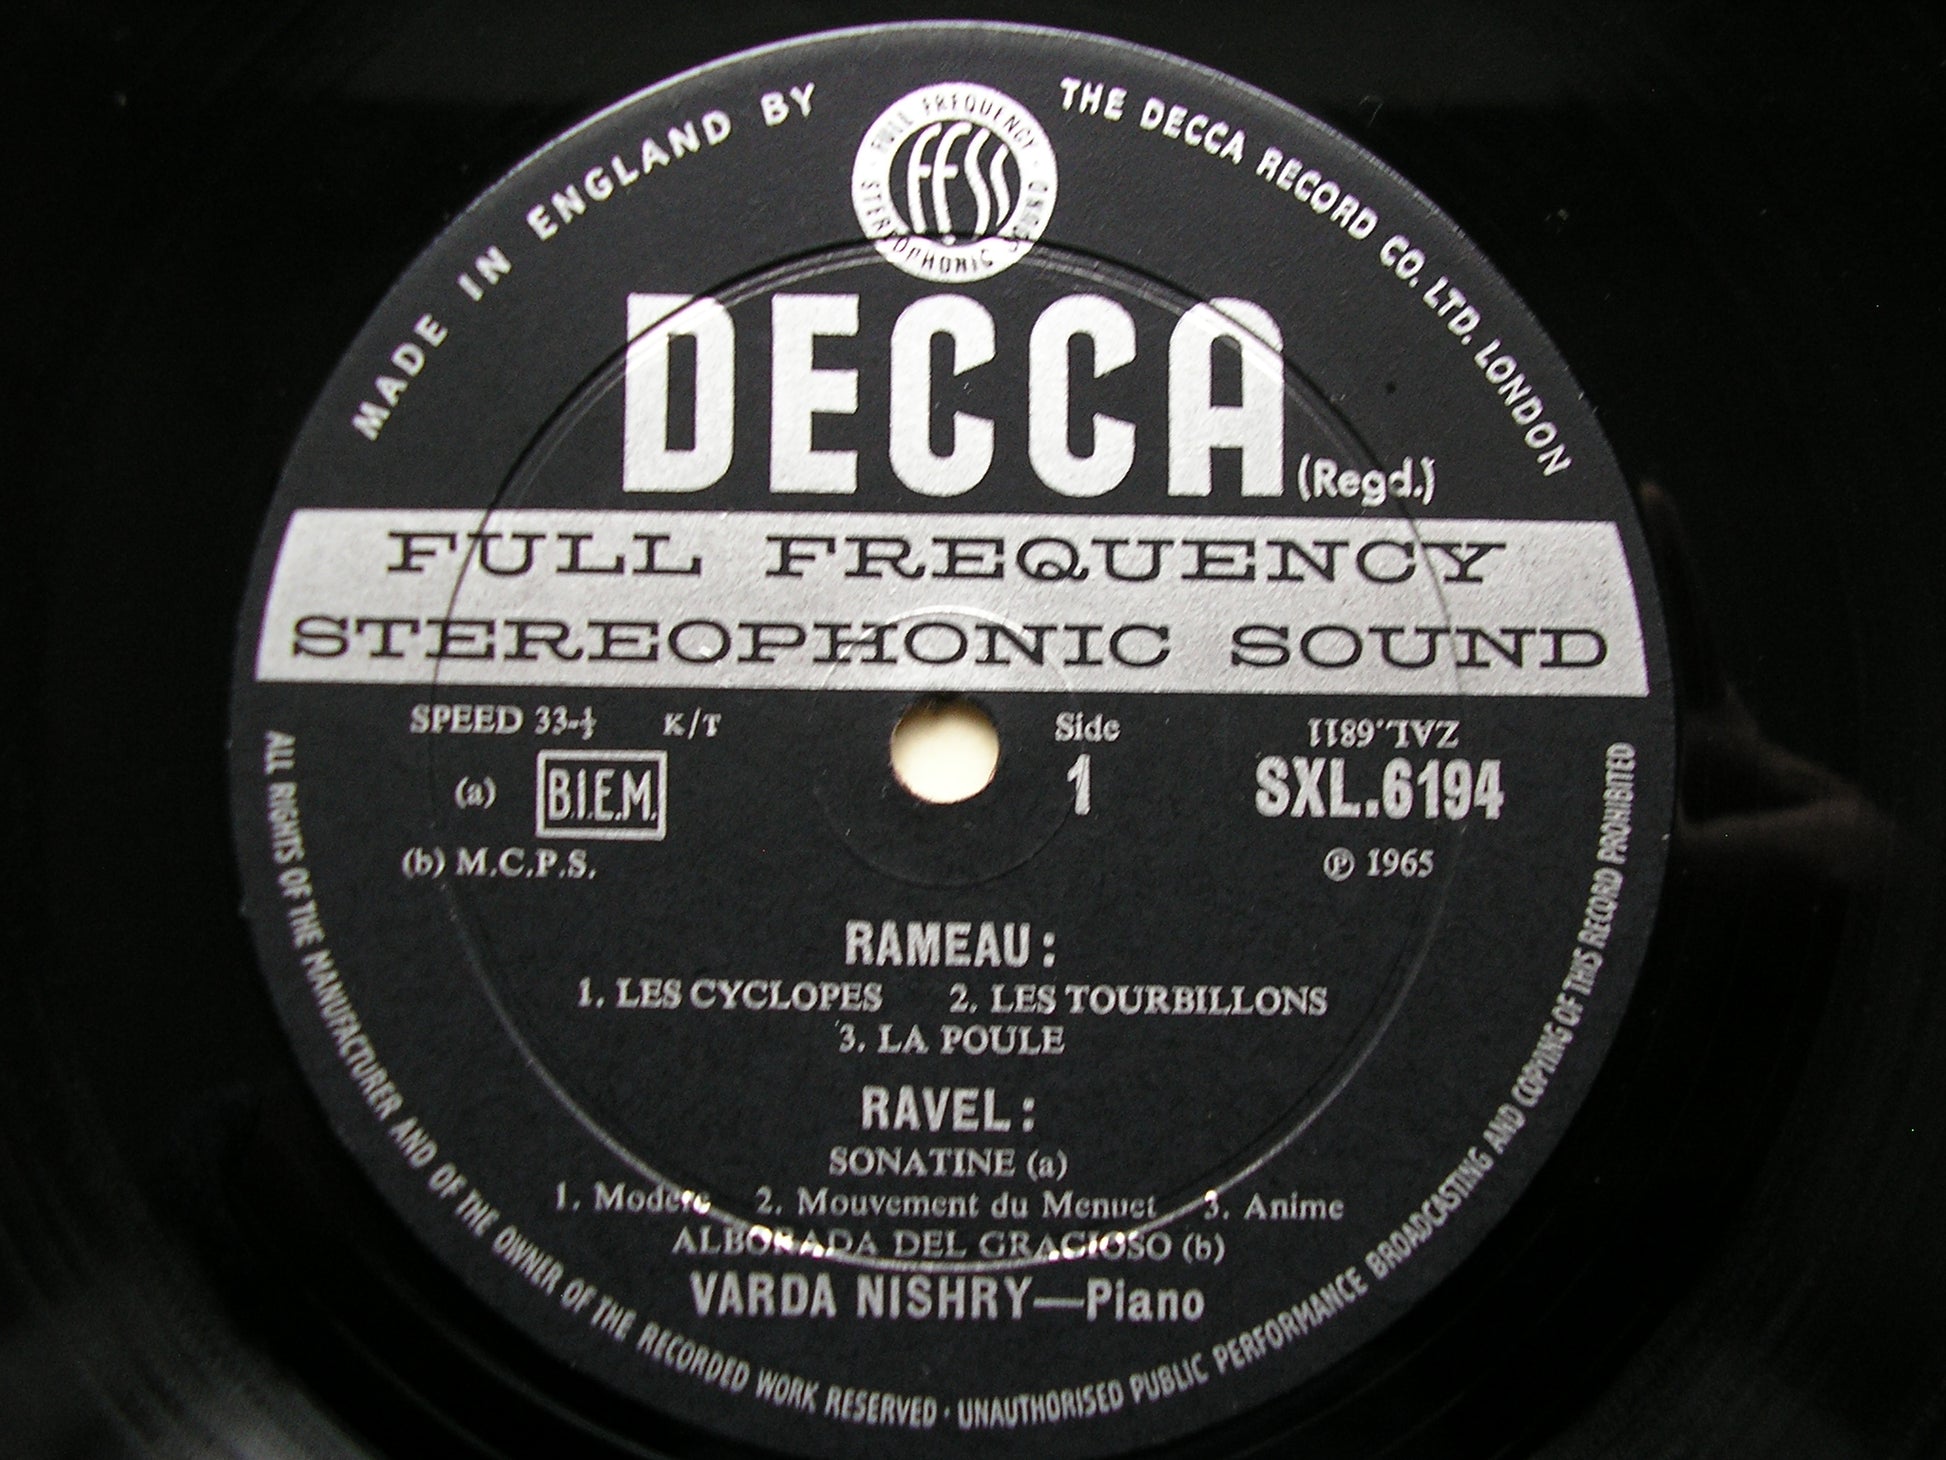 MADE IN ENGLAND BY
THE DECCA RECORD CO. LTD. LONDON
FULL FREQUENCY
STEREOPHONIC SOUND
FFSS
DECCA (Regd.)
FULL FREQUENCY
STEREOPHONIC SOUND
SPEED 33-⅓ K/T
Side
1
ZAL.6811
SXL.6194
(a) B.I.E.M.
(b) M.C.P.S.
℗ 1965
RAMEAU:
1. LES CYCLOPES 2. LES TOURBILLONS
3. LA POULE
RAVEL:
SONATINE (a)
1. Modere 2. Mouvement du Menuet 3. Anime
ALBORADA DEL GRACIOSO (b)
VARDA NISHRY—Piano
ALL RIGHTS OF THE MANUFACTURER AND OF THE OWNER OF THE RECORDED WORK RESERVED · UNAUTHORISED PUBLIC PERFORMANCE BROADCASTING AND COPYING OF THIS RECORD PROHIBITED